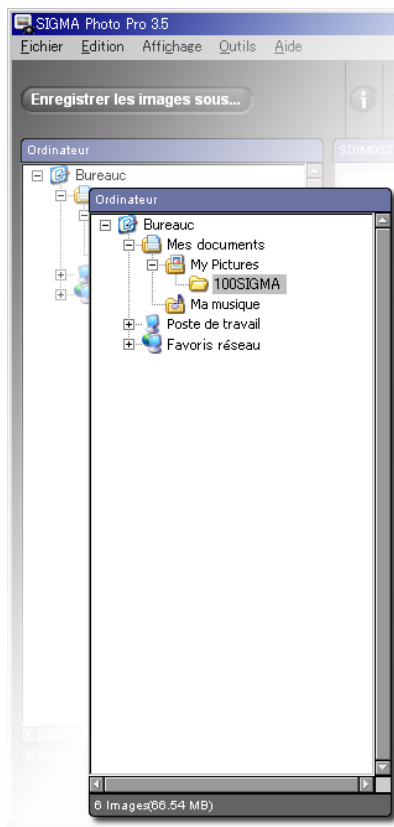 SIGMA Photo Pro 3.5
Fichier Edition Affichage Outils Aide
Enregistrer les images sous...
Ordinateur
SDIM002
Bureauc
Ordinateur
Bureauc
Mes documents
My Pictures
100SIGMA
Ma musique
Poste de travail
Favoris réseau
6 Images(66.54 MB)